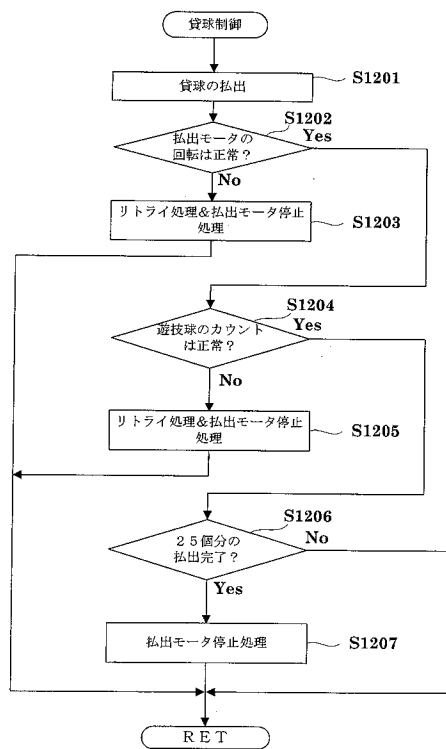 貸球制御
貸球の払出
S1201
S1202
払出モータの
回転は正常?
Yes
No
リトライ処理&払出モータ停止
処理
S1203
S1204
遊技球のカウント
は正常?
Yes
No
リトライ処理&払出モータ停止
処理
S1205
S1206
25個分の
払出完了?
No
Yes
払出モータ停止処理
S1207
RET